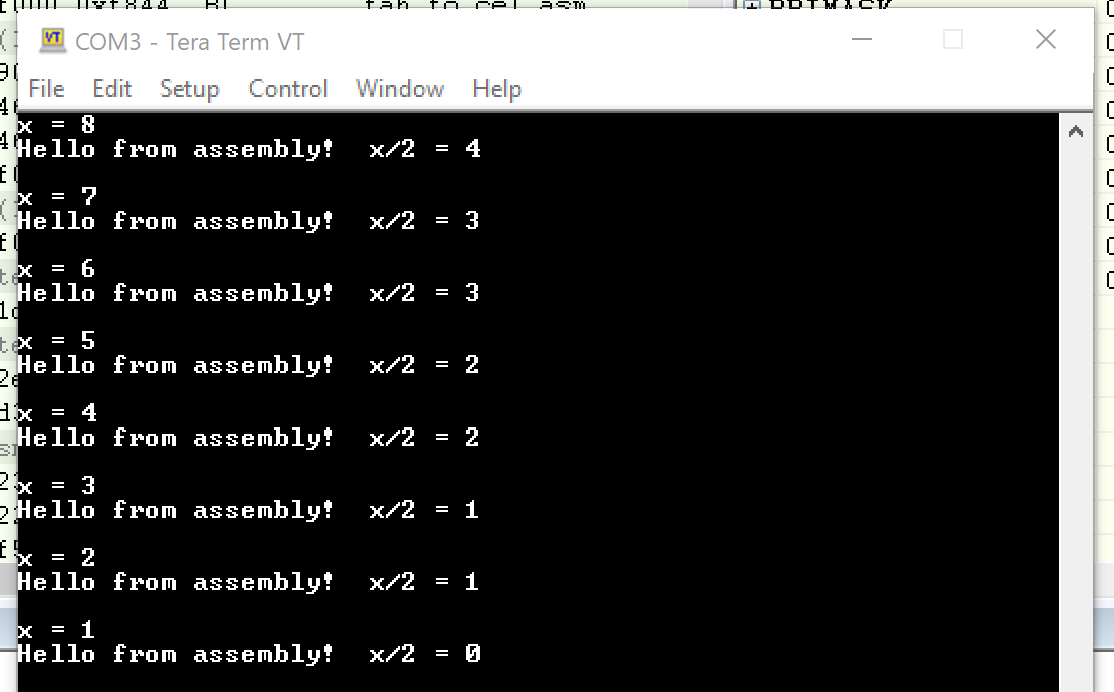 COM3 - Tera Term VT
File Edit Setup Control Window Help
x = 8
Hello from assembly!  x/2 = 4
x = 7
Hello from assembly!  x/2 = 3
x = 6
Hello from assembly!  x/2 = 3
x = 5
Hello from assembly!  x/2 = 2
x = 4
Hello from assembly!  x/2 = 2
x = 3
Hello from assembly!  x/2 = 1
x = 2
Hello from assembly!  x/2 = 1
x = 1
Hello from assembly!  x/2 = 0